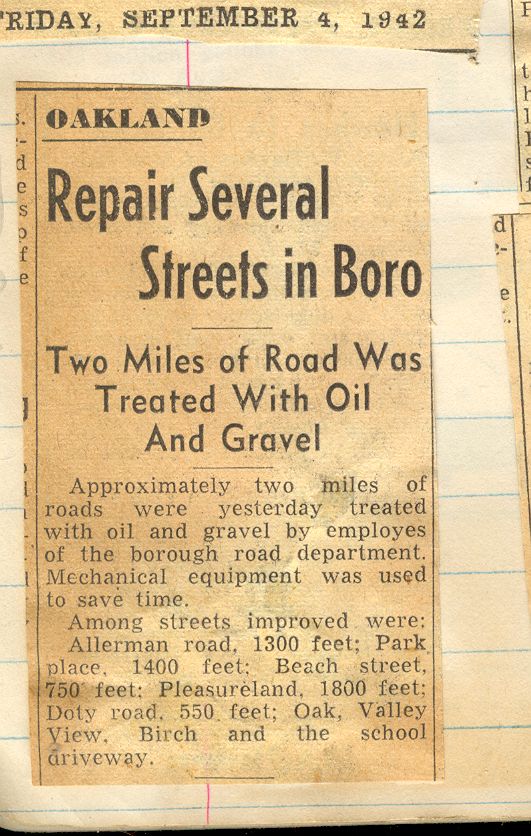 FRIDAY, SEPTEMBER 4, 1942
OAKLAND
Repair Several
Streets in Boro
Two Miles of Road Was
Treated With Oil
And Gravel
Approximately two miles of
roads were yesterday treated
with oil and gravel by employes
of the borough road department.
Mechanical equipment was used
to save time.
Among streets improved were:
Allerman road, 1300 feet; Park
place, 1400 feet; Beach street,
750 feet; Pleasureland, 1800 feet;
Doty road, 550 feet; Oak, Valley
View, Birch and the school
driveway.